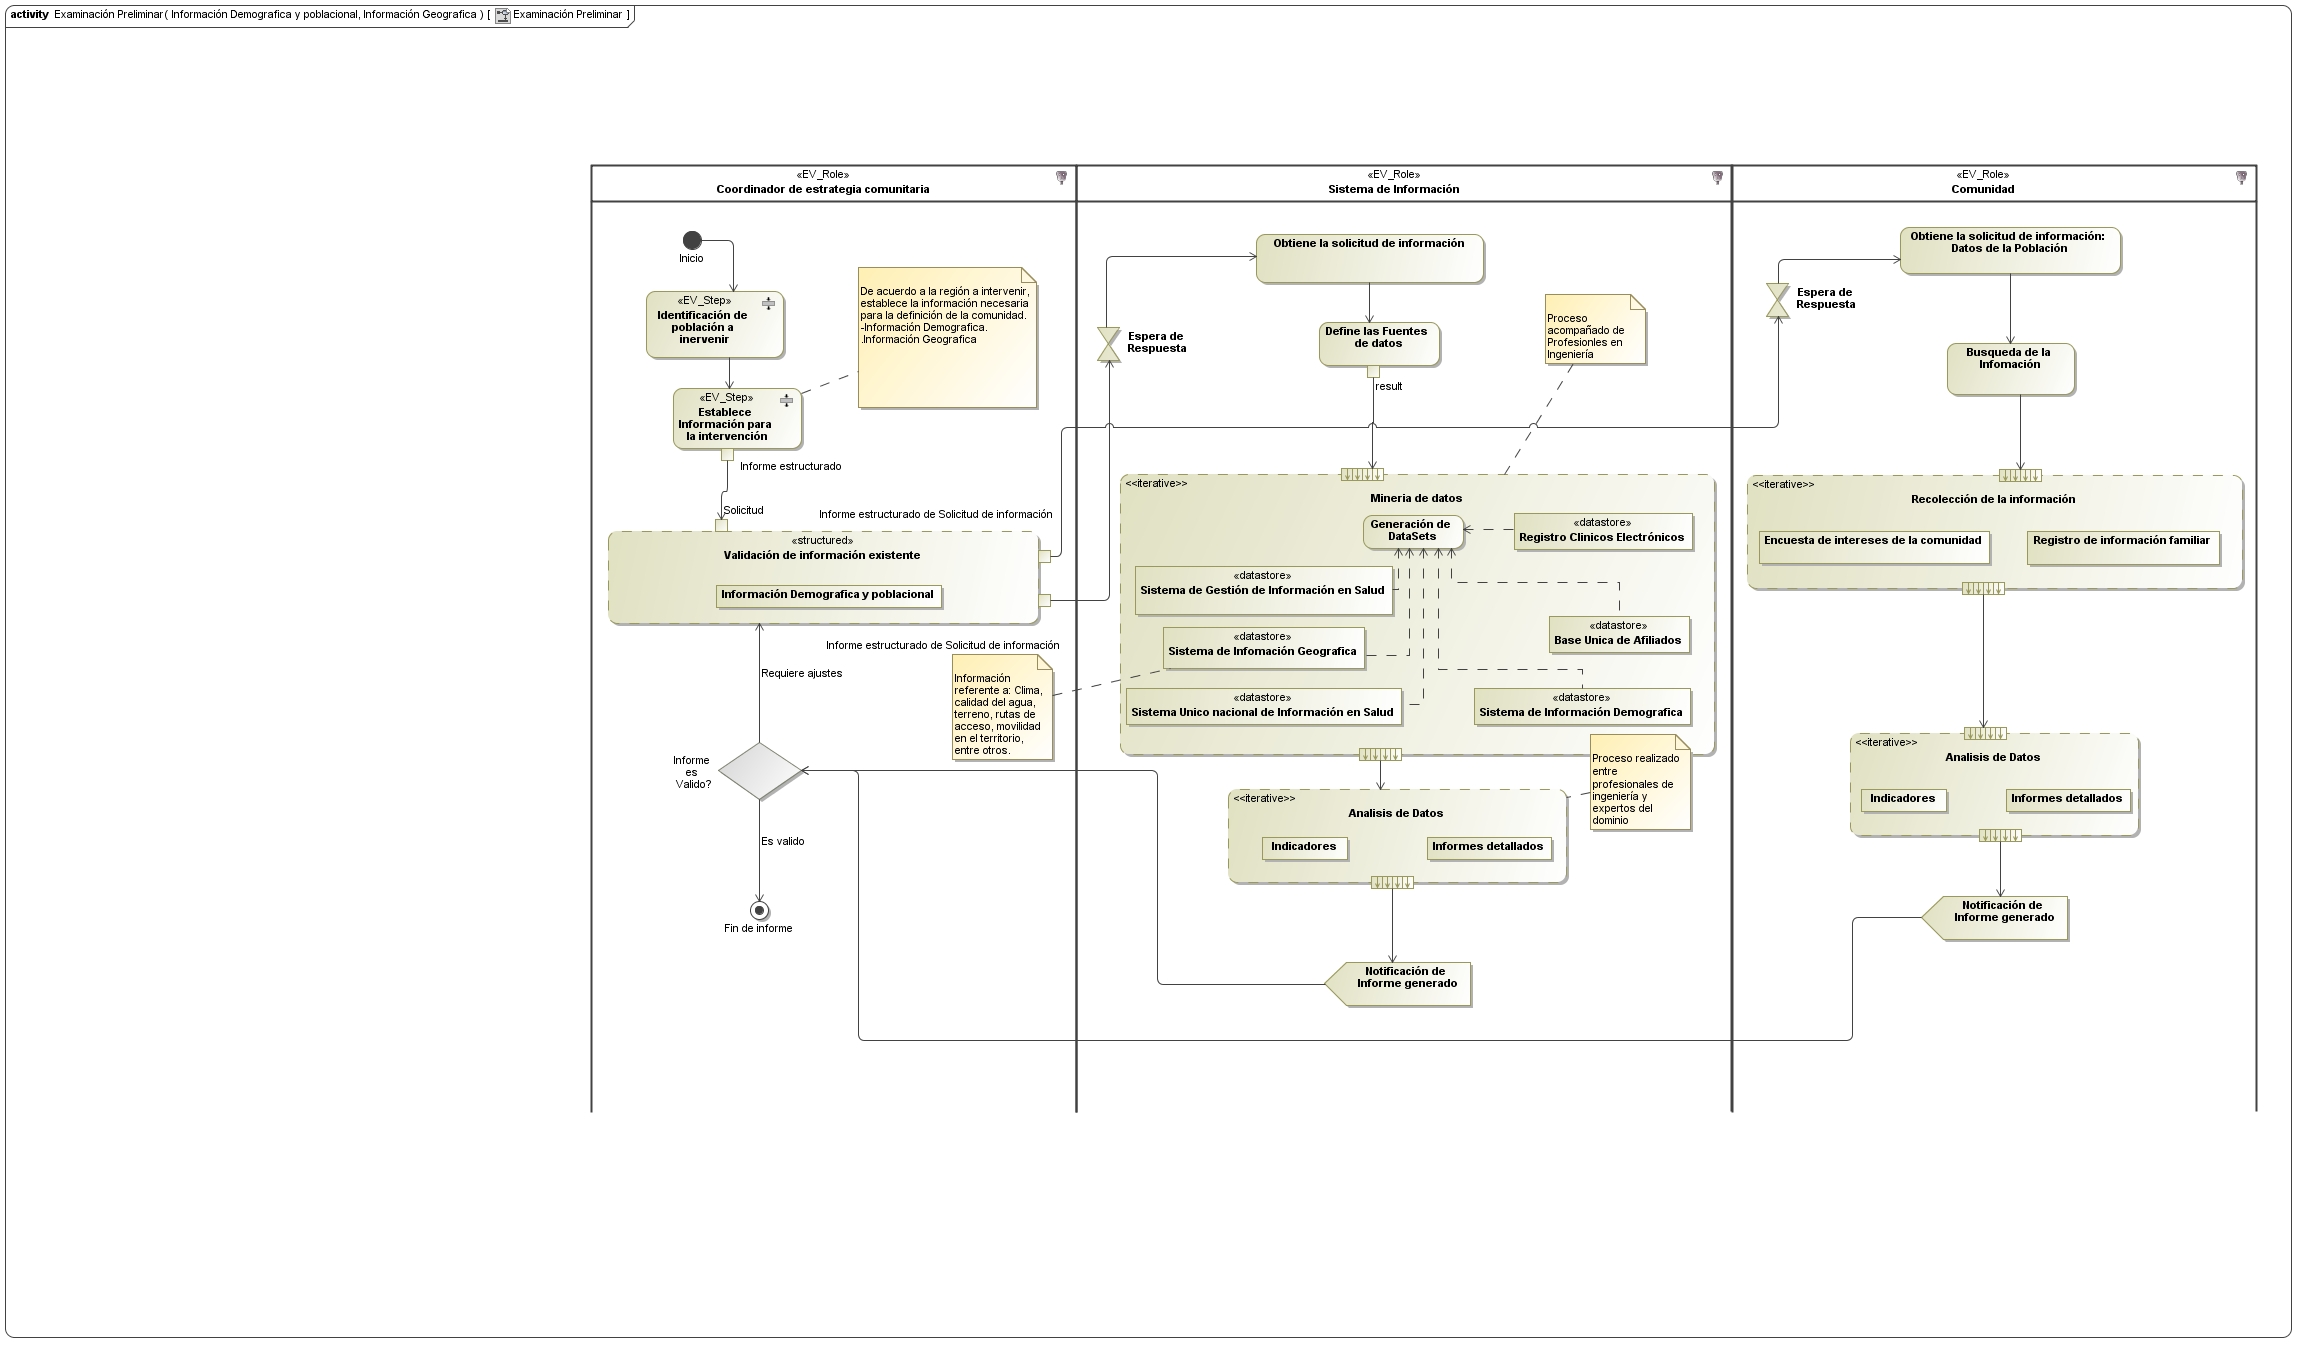 activity Examinación Preliminar( Información Demografica y poblacional, Información Geografica ) [ Examinación Preliminar ]
«EV_Role»
Coordinador de estrategia comunitaria
Inicio
«EV_Step»
Identificación de
población a
inervenir
De acuerdo a la región a intervenir,
establece la información necesaria
para la definición de la comunidad.
-Información Demografica.
.Información Geografica
«EV_Step»
Establece
Información para
la intervención
Informe estructurado
Solicitud
Informe estructurado de Solicitud de información
«structured»
Validación de información existente
Información Demografica y poblacional
Informe estructurado de Solicitud de información
Requiere ajustes
Información
referente a: Clima,
calidad del agua,
terreno, rutas de
acceso, movilidad
en el territorio,
entre otros.
Informe
es
Valido?
Es valido
Fin de informe
«EV_Role»
Sistema de Información
Obtiene la solicitud de información
Espera de
Respuesta
Define las Fuentes
de datos
result
Proceso
acompañado de
Profesionles en
Ingeniería
<<iterative>>
Mineria de datos
Generación de
DataSets
«datastore»
Registro Clinicos Electrónicos
«datastore»
Sistema de Gestión de Información en Salud
«datastore»
Base Unica de Afiliados
«datastore»
Sistema de Infomación Geografica
«datastore»
Sistema Unico nacional de Información en Salud
«datastore»
Sistema de Información Demografica
Proceso realizado
entre
profesionales de
ingeniería y
expertos del
dominio
<<iterative>>
Analisis de Datos
Indicadores
Informes detallados
Notificación de
Informe generado
«EV_Role»
Comunidad
Obtiene la solicitud de información:
Datos de la Población
Espera de
Respuesta
Busqueda de la
Infomación
<<iterative>>
Recolección de la información
Encuesta de intereses de la comunidad
Registro de información familiar
<<iterative>>
Analisis de Datos
Indicadores
Informes detallados
Notificación de
Informe generado